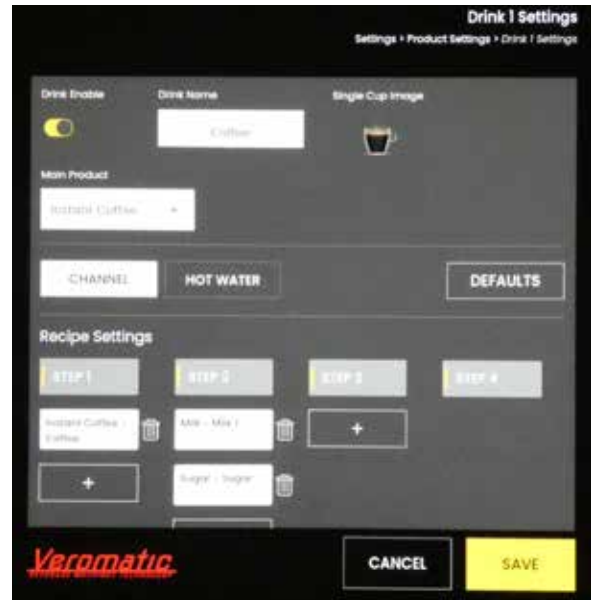 Drink 1 Settings
Settings > Product Settings > Drink 1 Settings
Drink Enable
Drink Name
Single Cup Image
Coffee
Main Product
Instant Coffee
CHANNEL
HOT WATER
DEFAULTS
Recipe Settings
STEP 1
STEP 2
STEP 3
STEP 4
Instant Coffee -
Coffee
Milk - Milk 1
+
+
Sugar - Sugar
Veromatic
CANCEL
SAVE